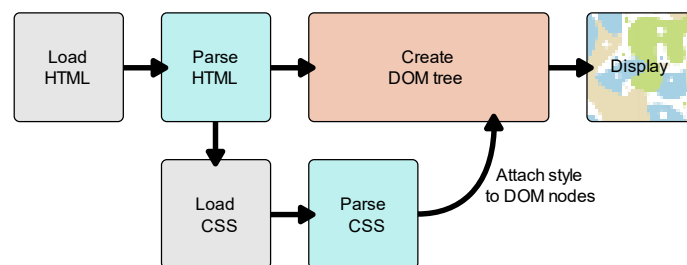 Load
HTML
Parse
HTML
Create
DOM tree
Display
Load
CSS
Parse
CSS
Attach style
to DOM nodes